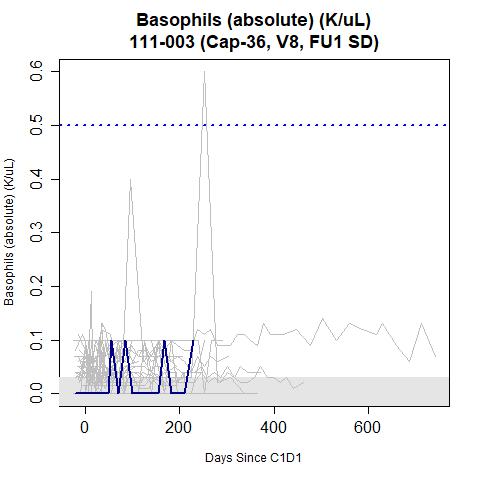 Basophils (absolute) (K/uL)
111-003 (Cap-36, V8, FU1 SD)
Basophils (absolute) (K/uL)
0.6
0.5
0.4
0.3
0.2
0.1
0.0
0 200 400 600
Days Since C1D1